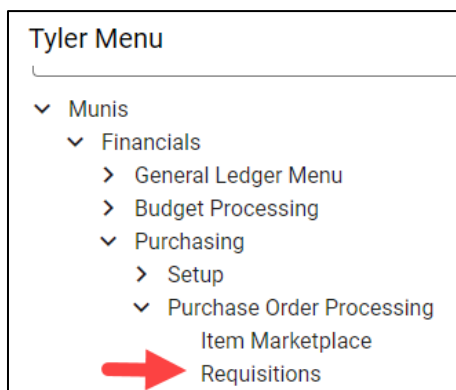 Tyler Menu
Munis
Financials
General Ledger Menu
Budget Processing
Purchasing
Setup
Purchase Order Processing
Item Marketplace
Requisitions